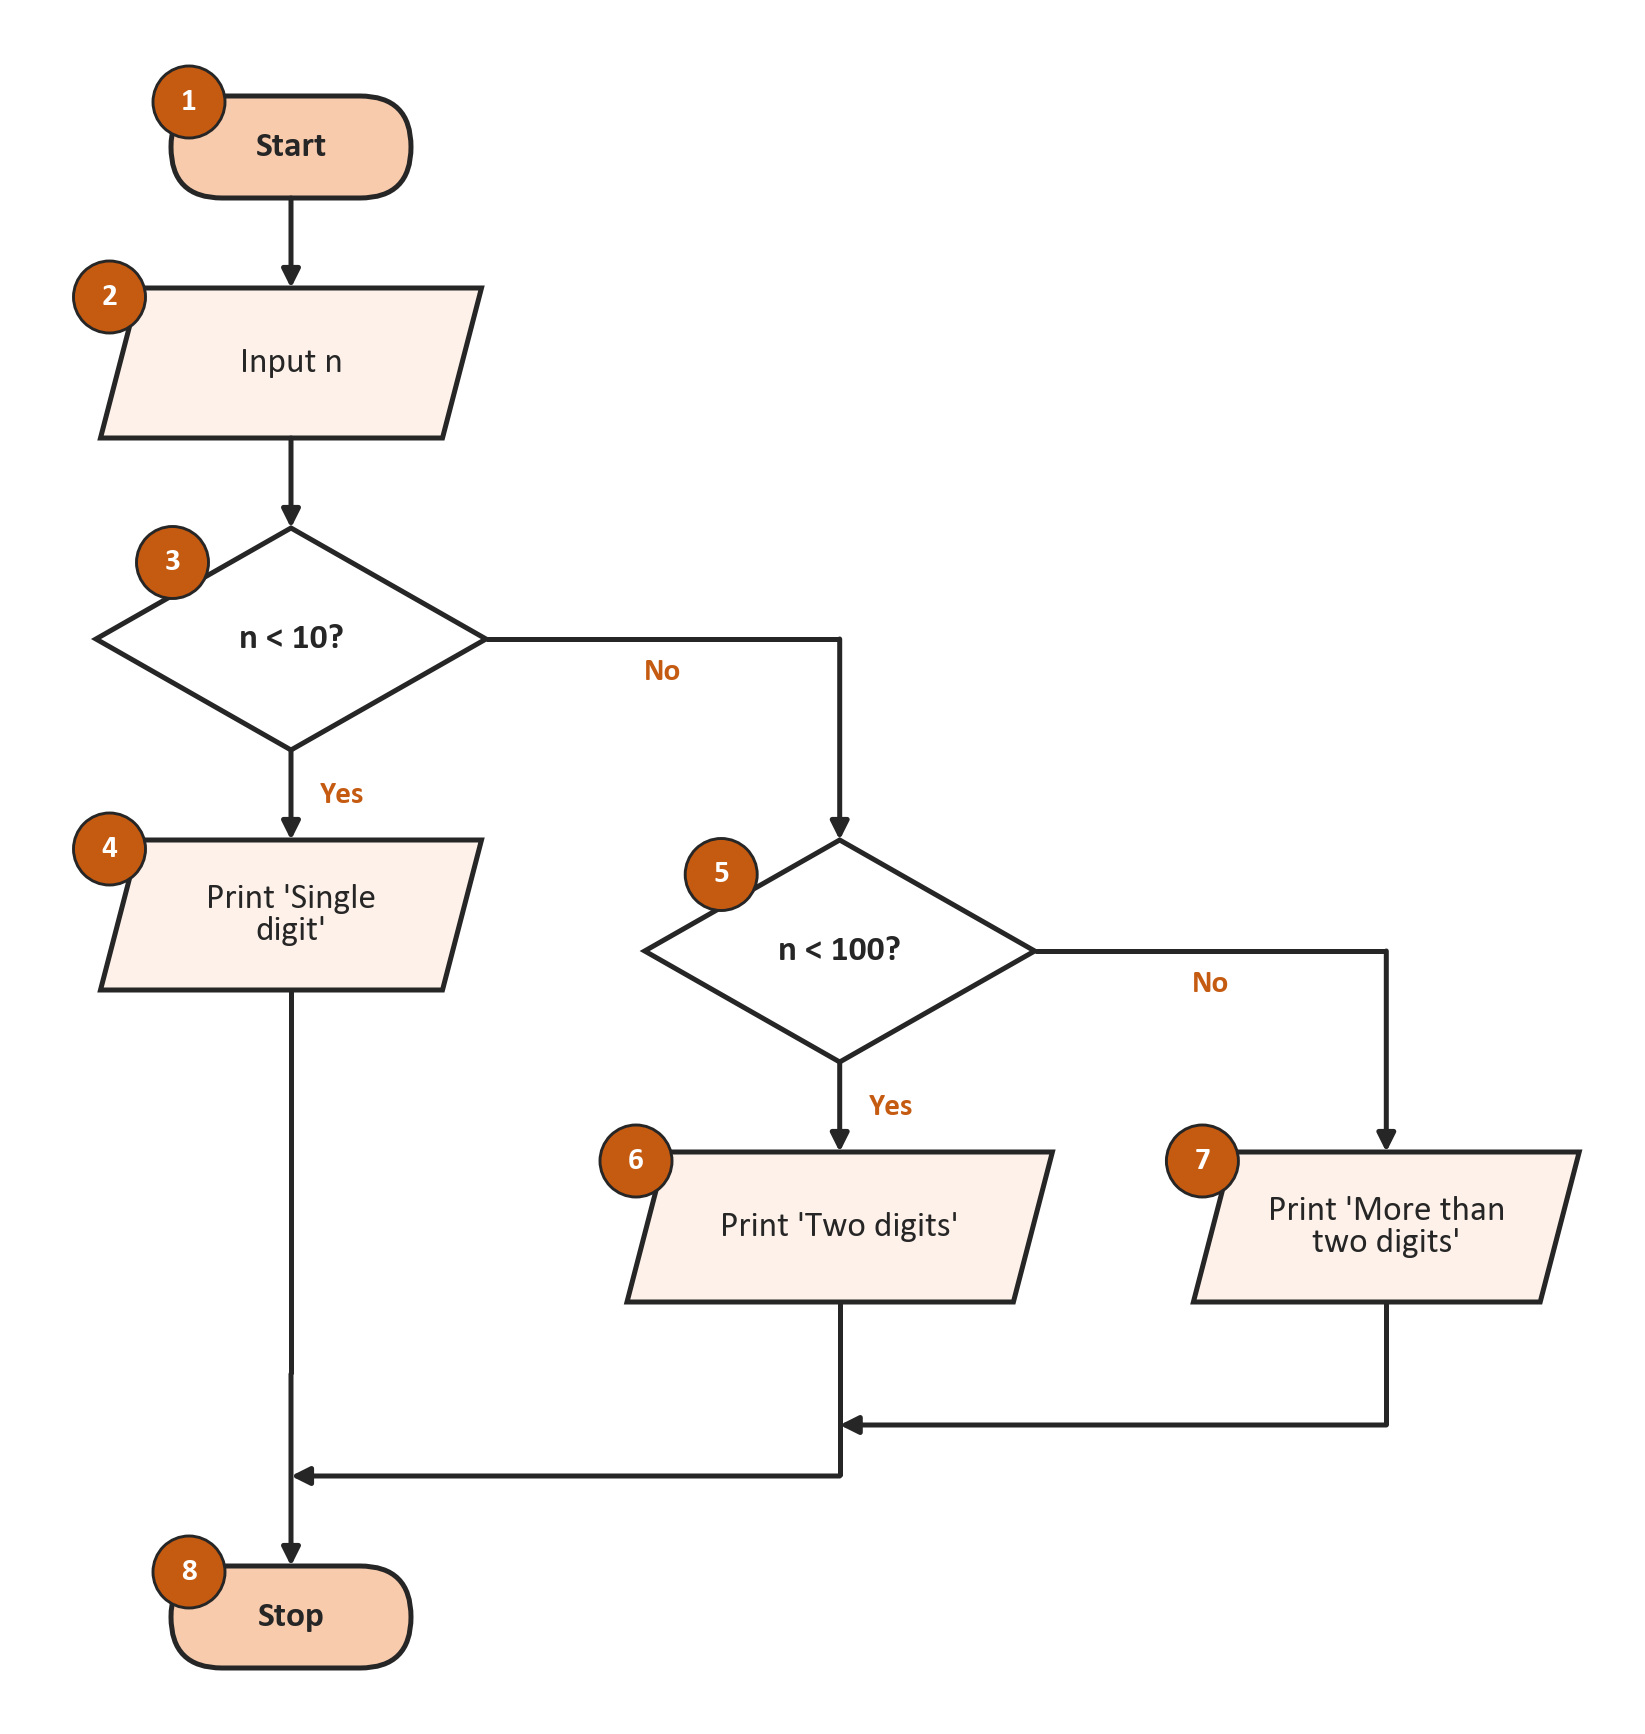 1
Start
2
Input n
3
n < 10?
No
Yes
4
Print 'Single
digit'
5
n < 100?
No
Yes
6
Print 'Two digits'
7
Print 'More than
two digits'
8
Stop